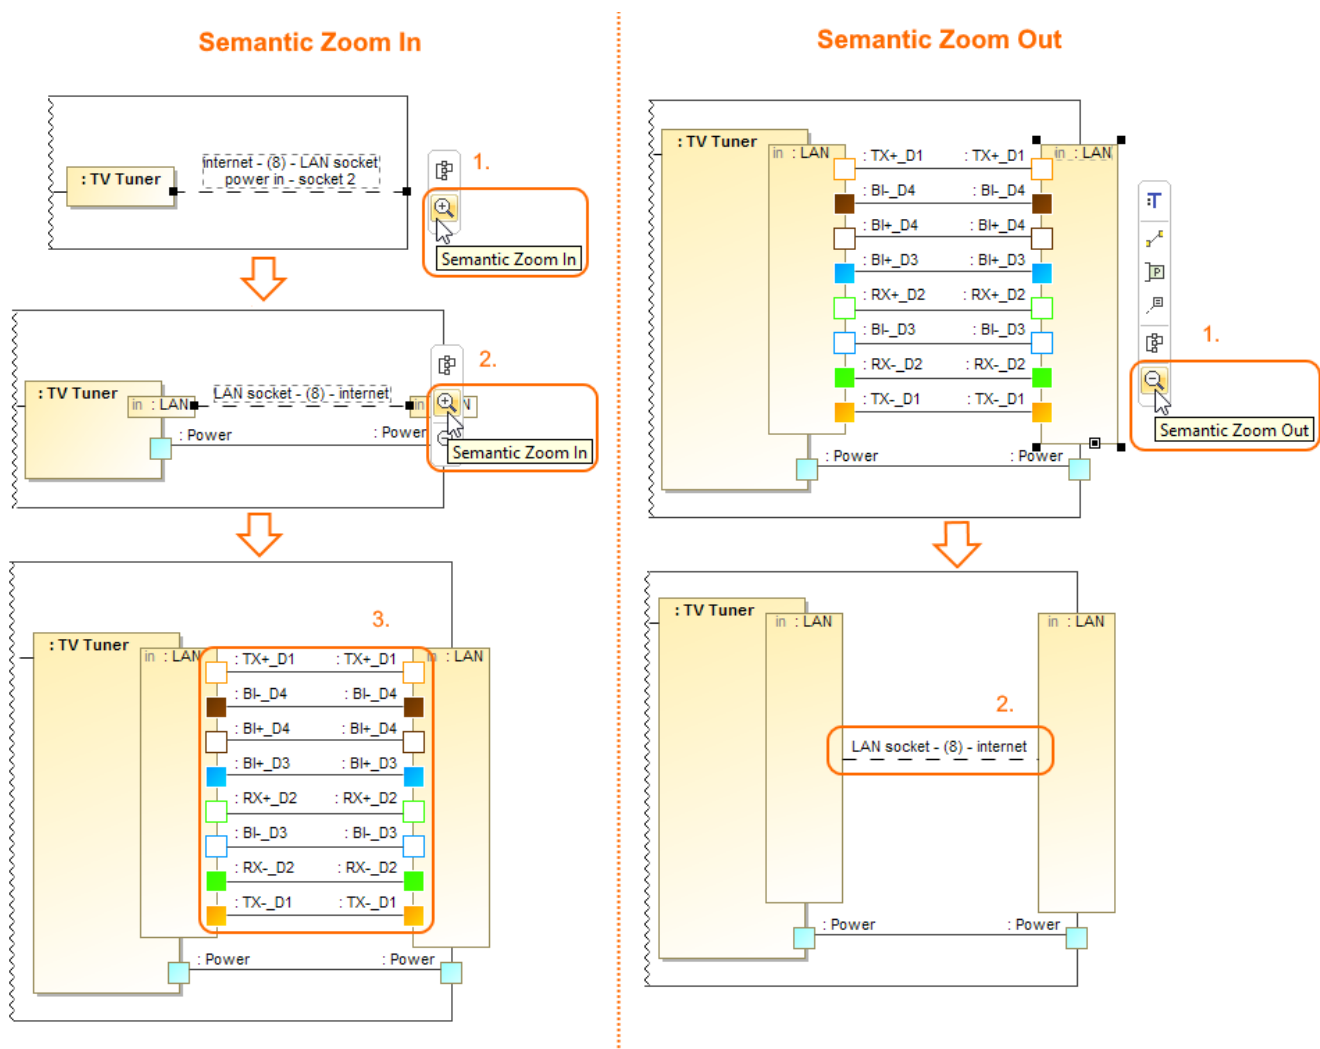 Semantic Zoom In
: TV Tuner
internet - (8) - LAN socket
power in - socket 2
1.
Semantic Zoom In
2.
: TV Tuner
in : LAN
LAN socket - (8) - internet
in
N
: Power
: Power
Semantic Zoom In
3.
: TV Tuner
in : LAN
: TX+_D1
: TX+_D1
in : LAN
: BI-_D4
: BI-_D4
: BI+_D4
: BI+_D4
: BI+_D3
: BI+_D3
: RX+_D2
: RX+_D2
: BI-_D3
: BI-_D3
: RX-_D2
: RX-_D2
: TX-_D1
: TX-_D1
: Power
: Power
Semantic Zoom Out
: TV Tuner
in : LAN
: TX+_D1
: TX+_D1
in : LAN
: BI-_D4
: BI-_D4
: BI+_D4
: BI+_D4
: BI+_D3
: BI+_D3
: RX+_D2
: RX+_D2
: BI-_D3
: BI-_D3
: RX-_D2
: RX-_D2
: TX-_D1
: TX-_D1
: Power
: Power
:T
P
1.
Semantic Zoom Out
: TV Tuner
in : LAN
in : LAN
2.
LAN socket - (8) - internet
: Power
: Power